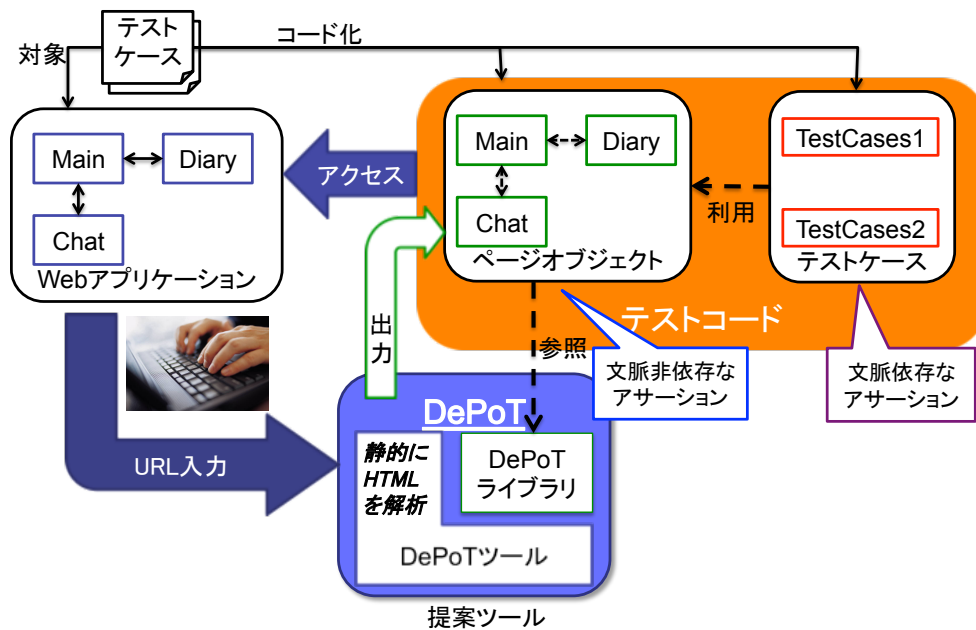 テスト
ケース
コード化
対象
Main
Diary
Chat
Webアプリケーション
アクセス
Main
Diary
Chat
ページオブジェクト
利用
TestCases1
TestCases2
テストケース
テストコード
出
力
参照
文脈非依存な
アサーション
文脈依存な
アサーション
URL入力
DePoT
静的に
HTML
を解析
DePoT
ライブラリ
DePoTツール
提案ツール